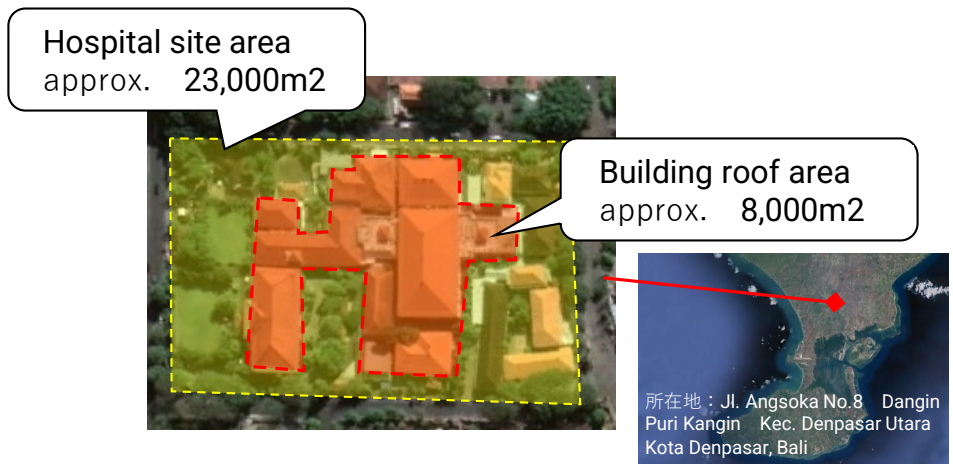 Hospital site area
approx. 23,000m2
Building roof area
approx. 8,000m2
所在地：Jl. Angsoka No.8 Dangin
Puri Kangin Kec. Denpasar Utara
Kota Denpasar, Bali